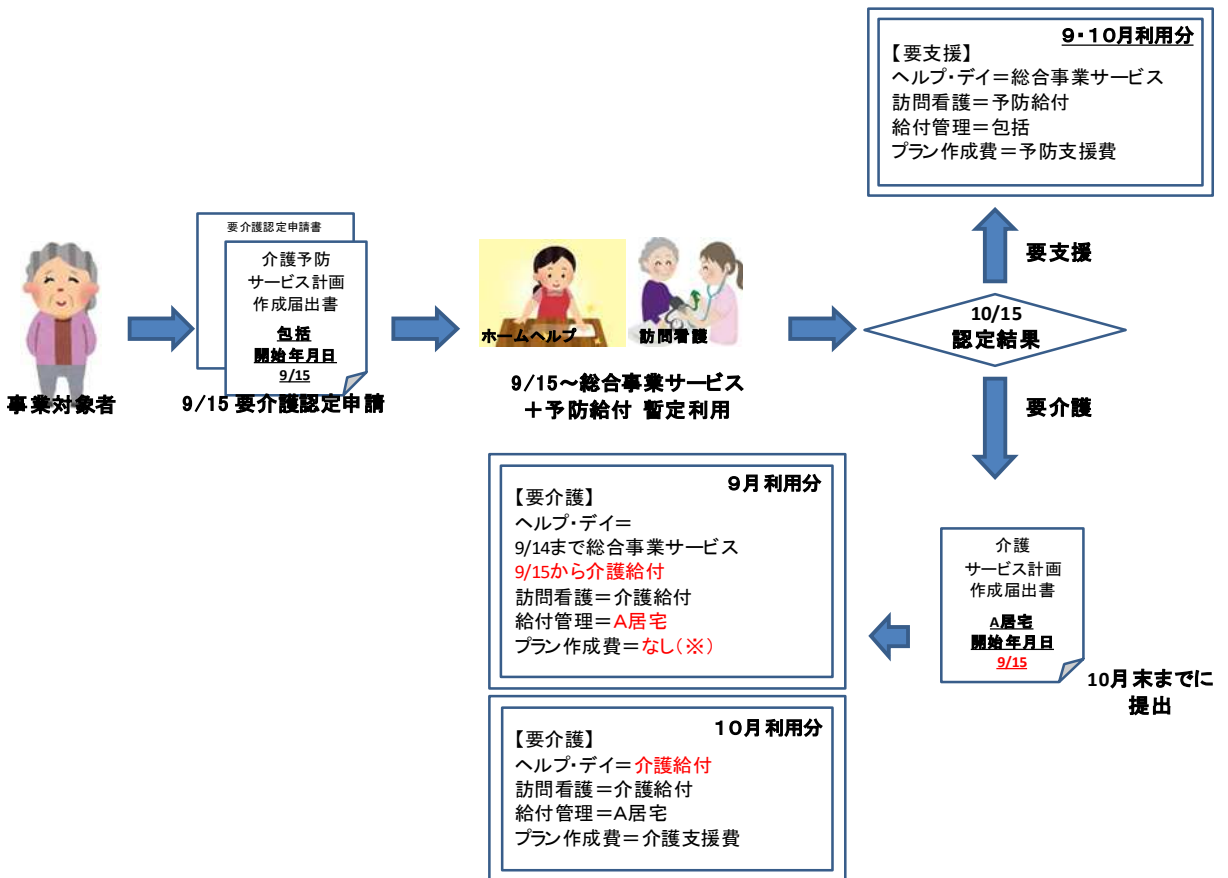 事業対象者
要介護認定申請書
介護予防
サービス計画
作成届出書
包括
開始年月日
9/15
9/15 要介護認定申請
ホームヘルプ
訪問看護
9/15～総合事業サービス
＋予防給付 暫定利用
10/15
認定結果
要支援
9・10月利用分
【要支援】
ヘルプ・デイ＝総合事業サービス
訪問看護＝予防給付
給付管理＝包括
プラン作成費＝予防支援費
要介護
介護
サービス計画
作成届出書
A居宅
開始年月日
9/15
10月末までに
提出
9月利用分
【要介護】
ヘルプ・デイ＝
9/14まで総合事業サービス
9/15から介護給付
訪問看護＝介護給付
給付管理＝A居宅
プラン作成費＝なし(※)
10月利用分
【要介護】
ヘルプ・デイ＝介護給付
訪問看護＝介護給付
給付管理＝A居宅
プラン作成費＝介護支援費